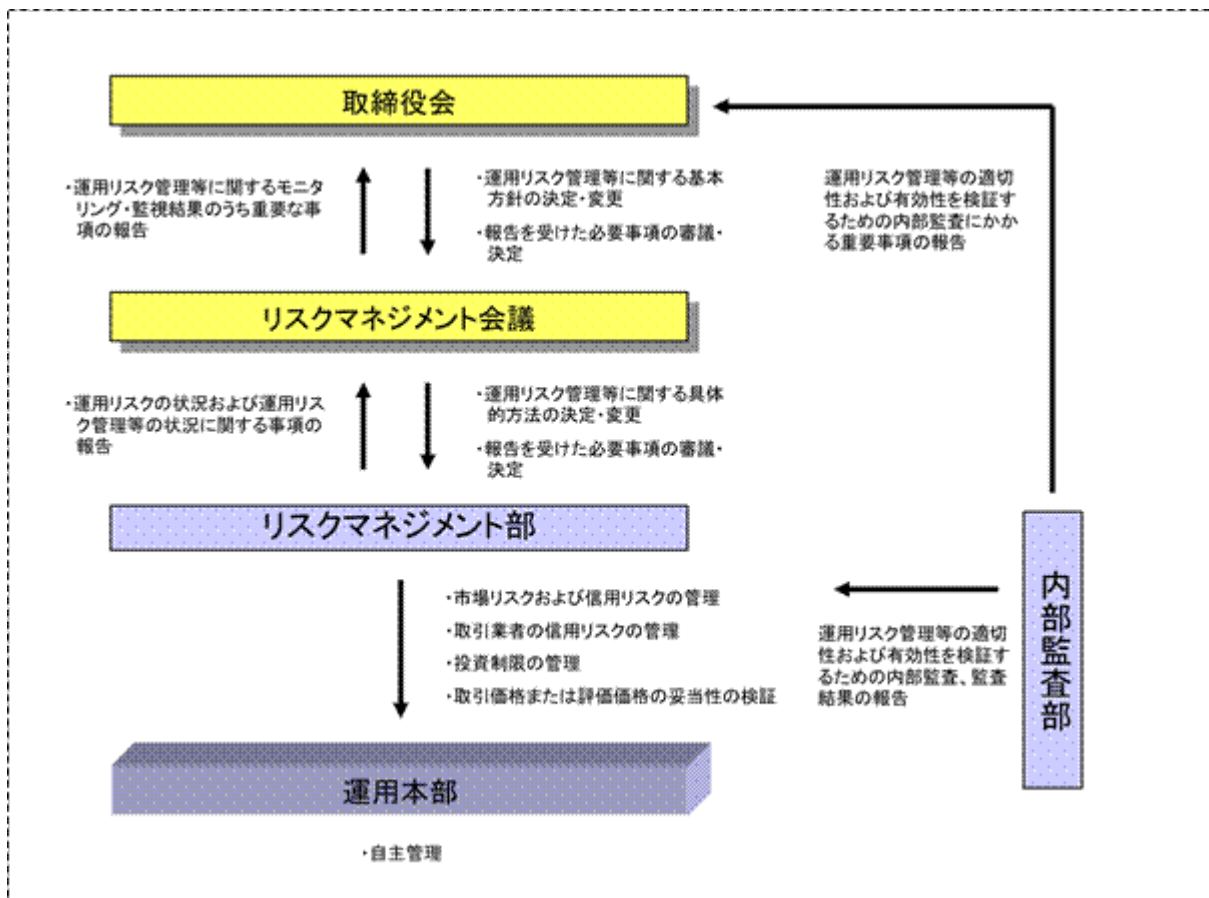 取締役会
・運用リスク管理等に関するモニ
タリング・監視結果のうち重要な事
項の報告
・運用リスク管理等に関する基本
方針の決定・変更
・報告を受けた必要事項の審議・
決定
運用リスク管理等の適切
性および有効性を検証す
るための内部監査にかか
る重要事項の報告
リスクマネジメント会議
・運用リスクの状況および運用リス
ク管理等の状況に関する事項の
報告
・運用リスク管理等に関する具体
的方法の決定・変更
・報告を受けた必要事項の審議・
決定
リスクマネジメント部
・市場リスクおよび信用リスクの管理
・取引業者の信用リスクの管理
・投資制限の管理
・取引価格または評価価格の妥当性の検証
運用リスク管理等の適切
性および有効性を検証す
るための内部監査、監査
結果の報告
内部監査部
運用本部
・自主管理